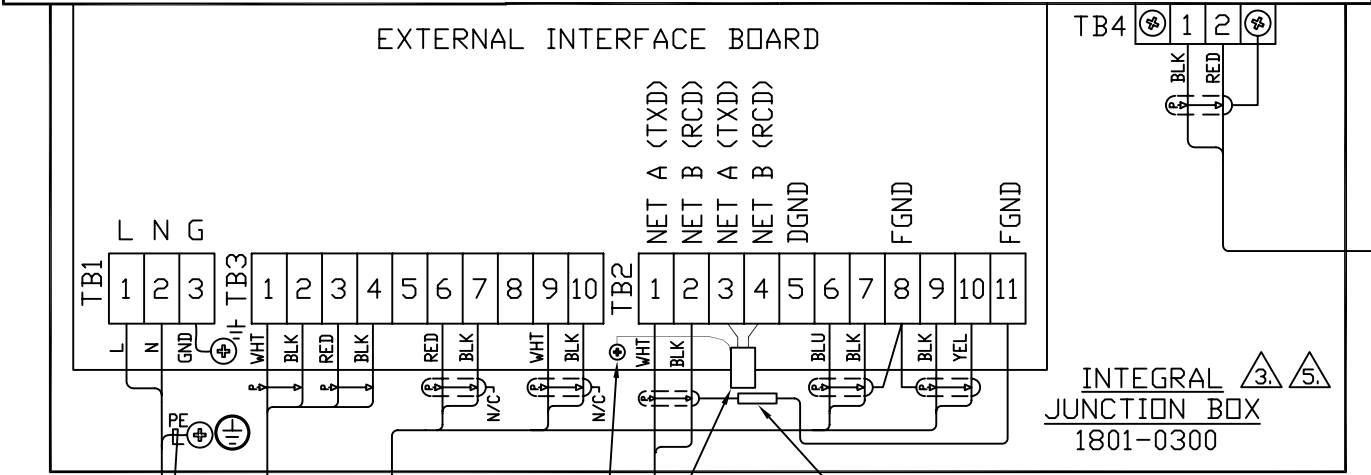 EXTERNAL INTERFACE BOARD
TB4 1 2
BLK RED
P
NET A (TXD)
NET B (RCD)
NET A (TXD)
NET B (RCD)
DGND
FGND
FGND
L N G
TB1 1 2 3
TB3 1 2 3 4 5 6 7 8 9 10
TB2 1 2 3 4 5 6 7 8 9 10 11
L N GND
WHT BLK RED BLK RED BLK WHT BLK
WHT BLK BLU BLK BLK YEL
P P P N/C P N/C P P P
PE
INTEGRAL 3. 5.
JUNCTION BOX
1801-0300